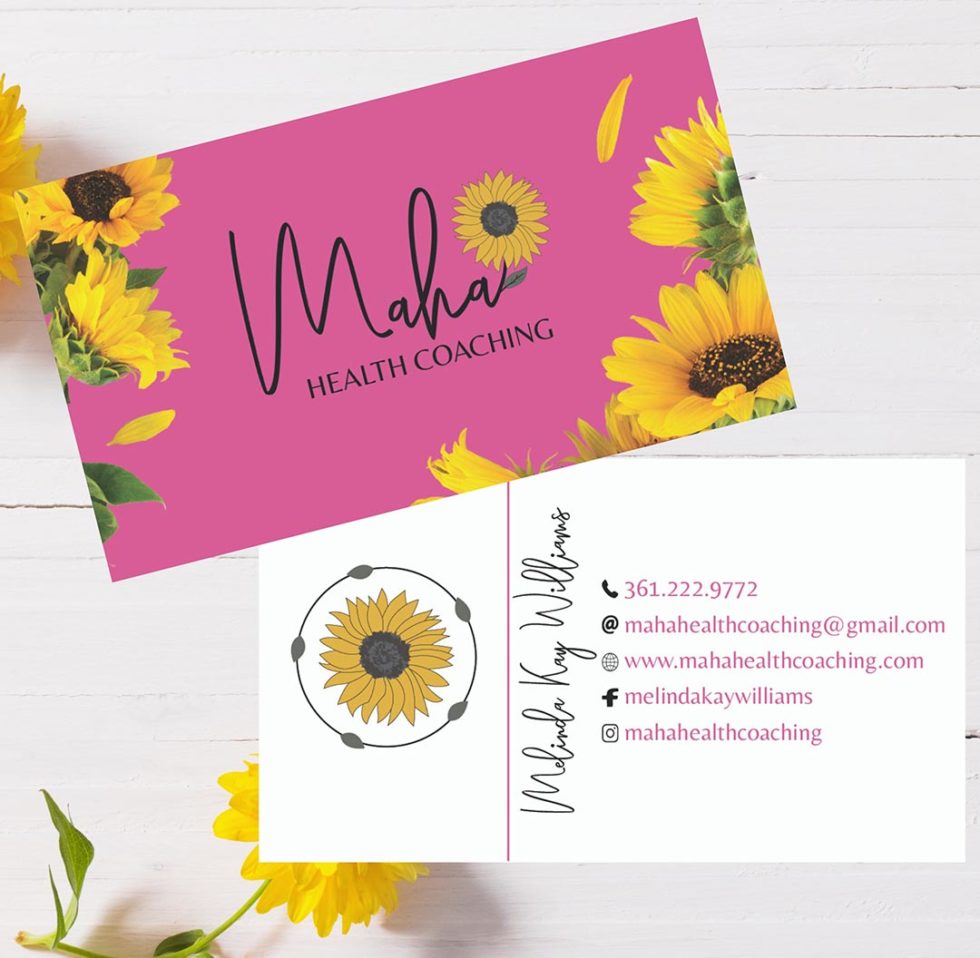 Maha
HEALTH COACHING
Melinda Kay Williams
361.222.9772
@ mahahealthcoaching@gmail.com
www.mahahealthcoaching.com
melindakaywilliams
mahahealthcoaching